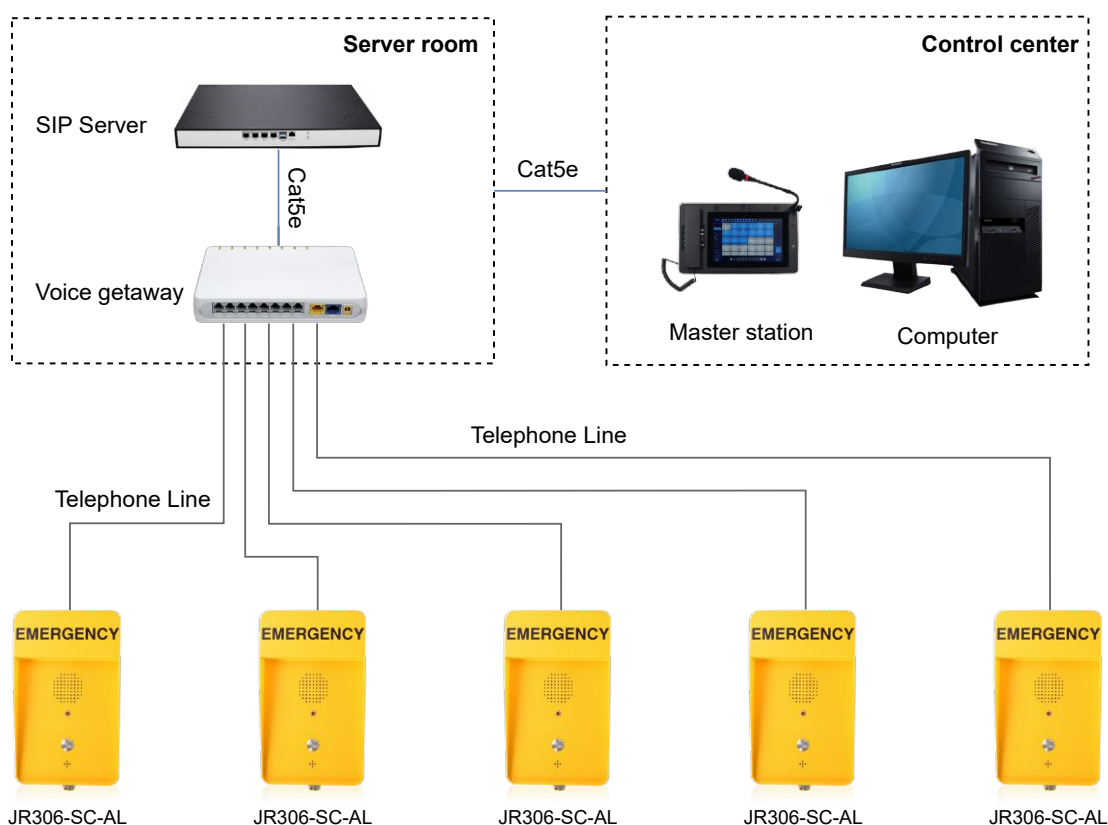 Server room
Control center
SIP Server
Cat5e
Cat5e
Voice getaway
Master station
Computer
Telephone Line
Telephone Line
EMERGENCY
EMERGENCY
EMERGENCY
EMERGENCY
EMERGENCY
JR306-SC-AL
JR306-SC-AL
JR306-SC-AL
JR306-SC-AL
JR306-SC-AL